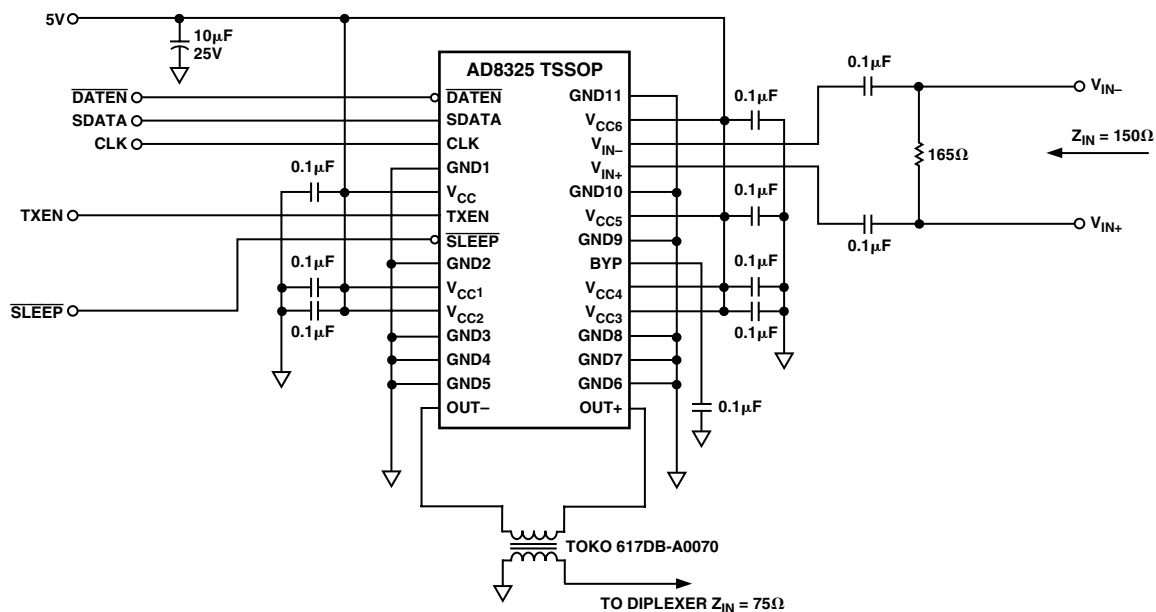 5V
10µF
25V
AD8325 TSSOP
DATEN
SDATA
CLK
TXEN
SLEEP
DATEN
SDATA
CLK
GND1
VCC
TXEN
SLEEP
GND2
VCC1
VCC2
GND3
GND4
GND5
OUT–
GND11
VCC6
VIN–
VIN+
GND10
VCC5
GND9
BYP
VCC4
VCC3
GND8
GND7
GND6
OUT+
0.1µF
0.1µF
0.1µF
0.1µF
0.1µF
0.1µF
0.1µF
0.1µF
0.1µF
0.1µF
165Ω
VIN–
ZIN = 150Ω
VIN+
TOKO 617DB-A0070
TO DIPLEXER ZIN = 75Ω